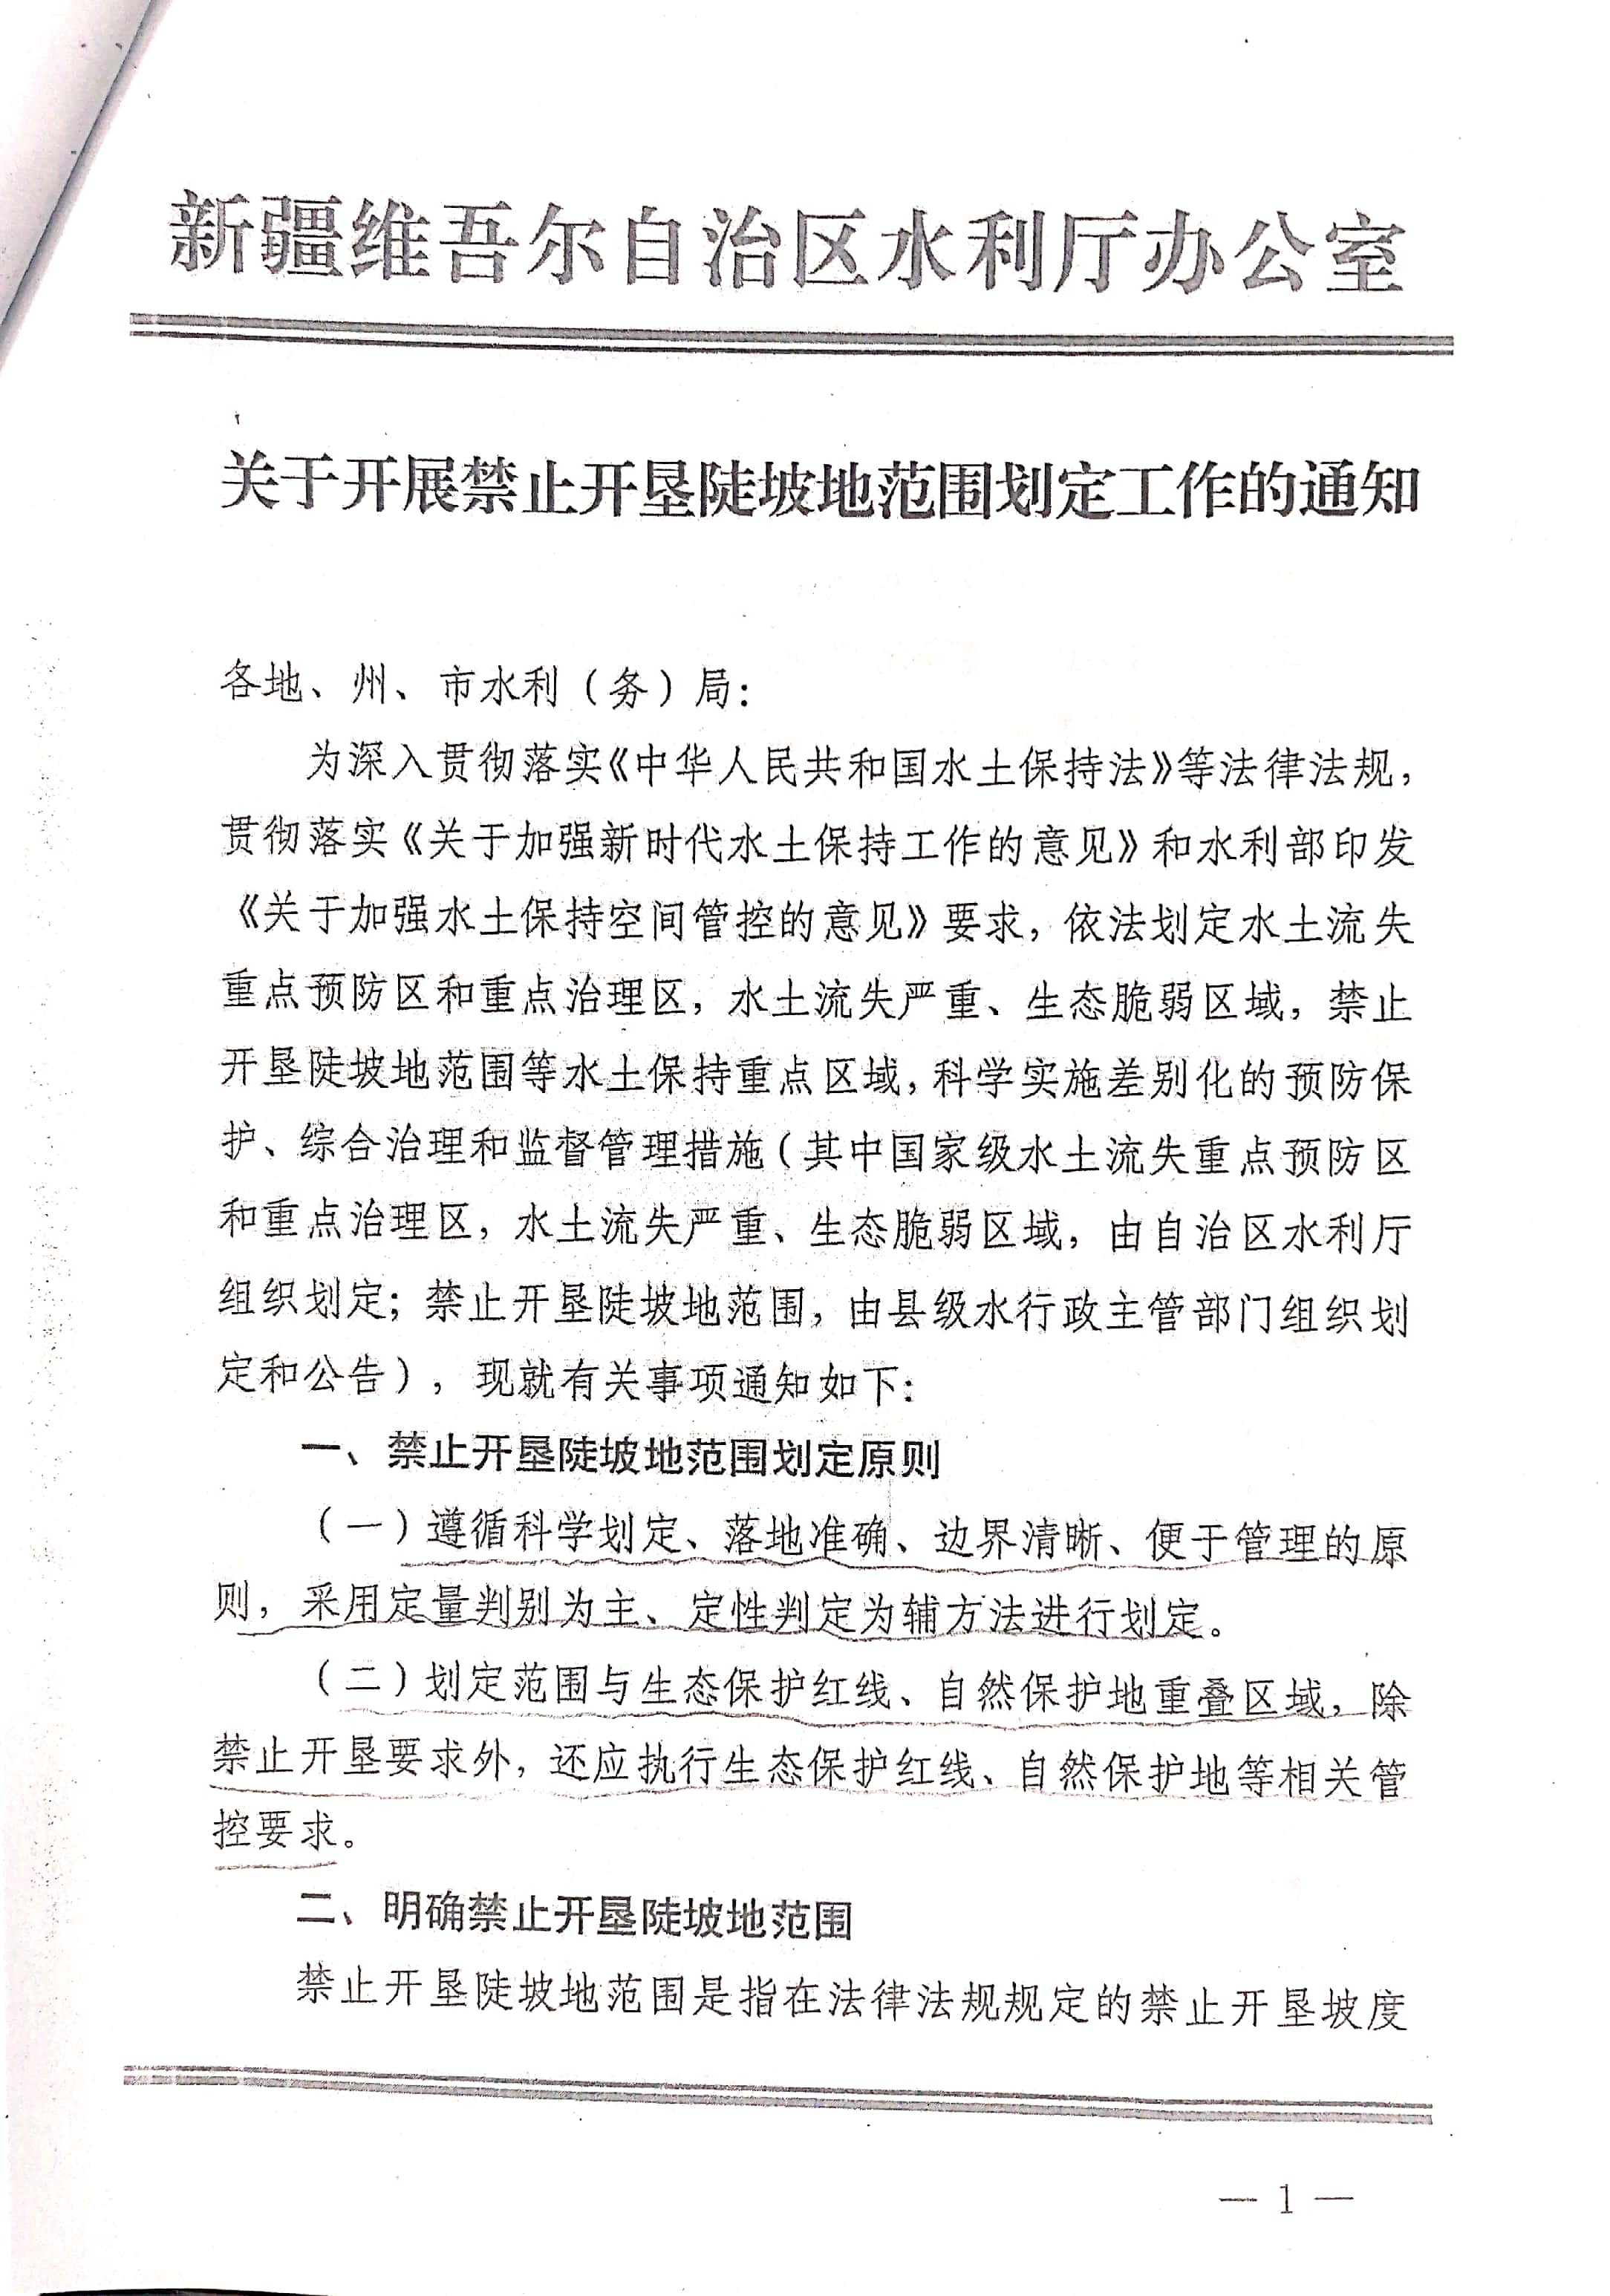 新疆维吾尔自治区水利厅办公室
关于开展禁止开垦陡坡地范围划定工作的通知
各地、州、市水利（务）局：
为深入贯彻落实《中华人民共和国水土保持法》等法律法规，
贯彻落实《关于加强新时代水土保持工作的意见》和水利部印发
《关于加强水土保持空间管控的意见》要求，依法划定水土流失
重点预防区和重点治理区，水土流失严重、生态脆弱区域，禁止
开垦陡坡地范围等水土保持重点区域，科学实施差别化的预防保
护、综合治理和监督管理措施（其中国家级水土流失重点预防区
和重点治理区，水土流失严重、生态脆弱区域，由自治区水利厅
组织划定；禁止开垦陡坡地范围，由县级水行政主管部门组织划
定和公告），现就有关事项通知如下：
一、禁止开垦陡坡地范围划定原则
（一）遵循科学划定、落地准确、边界清晰、便于管理的原
则，采用定量判别为主、定性判定为辅方法进行划定。
（二）划定范围与生态保护红线、自然保护地重叠区域，除
禁止开垦要求外，还应执行生态保护红线、自然保护地等相关管
控要求。
二、明确禁止开垦陡坡地范围
禁止开垦陡坡地范围是指在法律法规规定的禁止开垦坡度
— 1 —